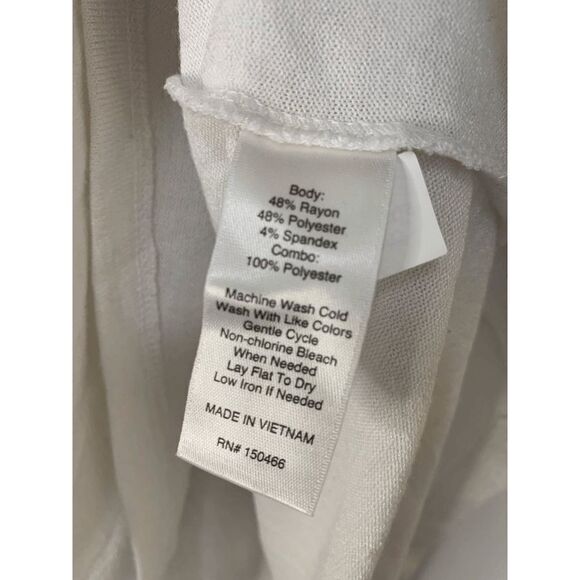 Body:
48% Rayon
48% Polyester
4% Spandex
Combo:
100% Polyester
Machine Wash Cold
Wash With Like Colors
Gentle Cycle
Non-chlorine Bleach
When Needed
Lay Flat To Dry
Low Iron If Needed
MADE IN VIETNAM
RN# 150466